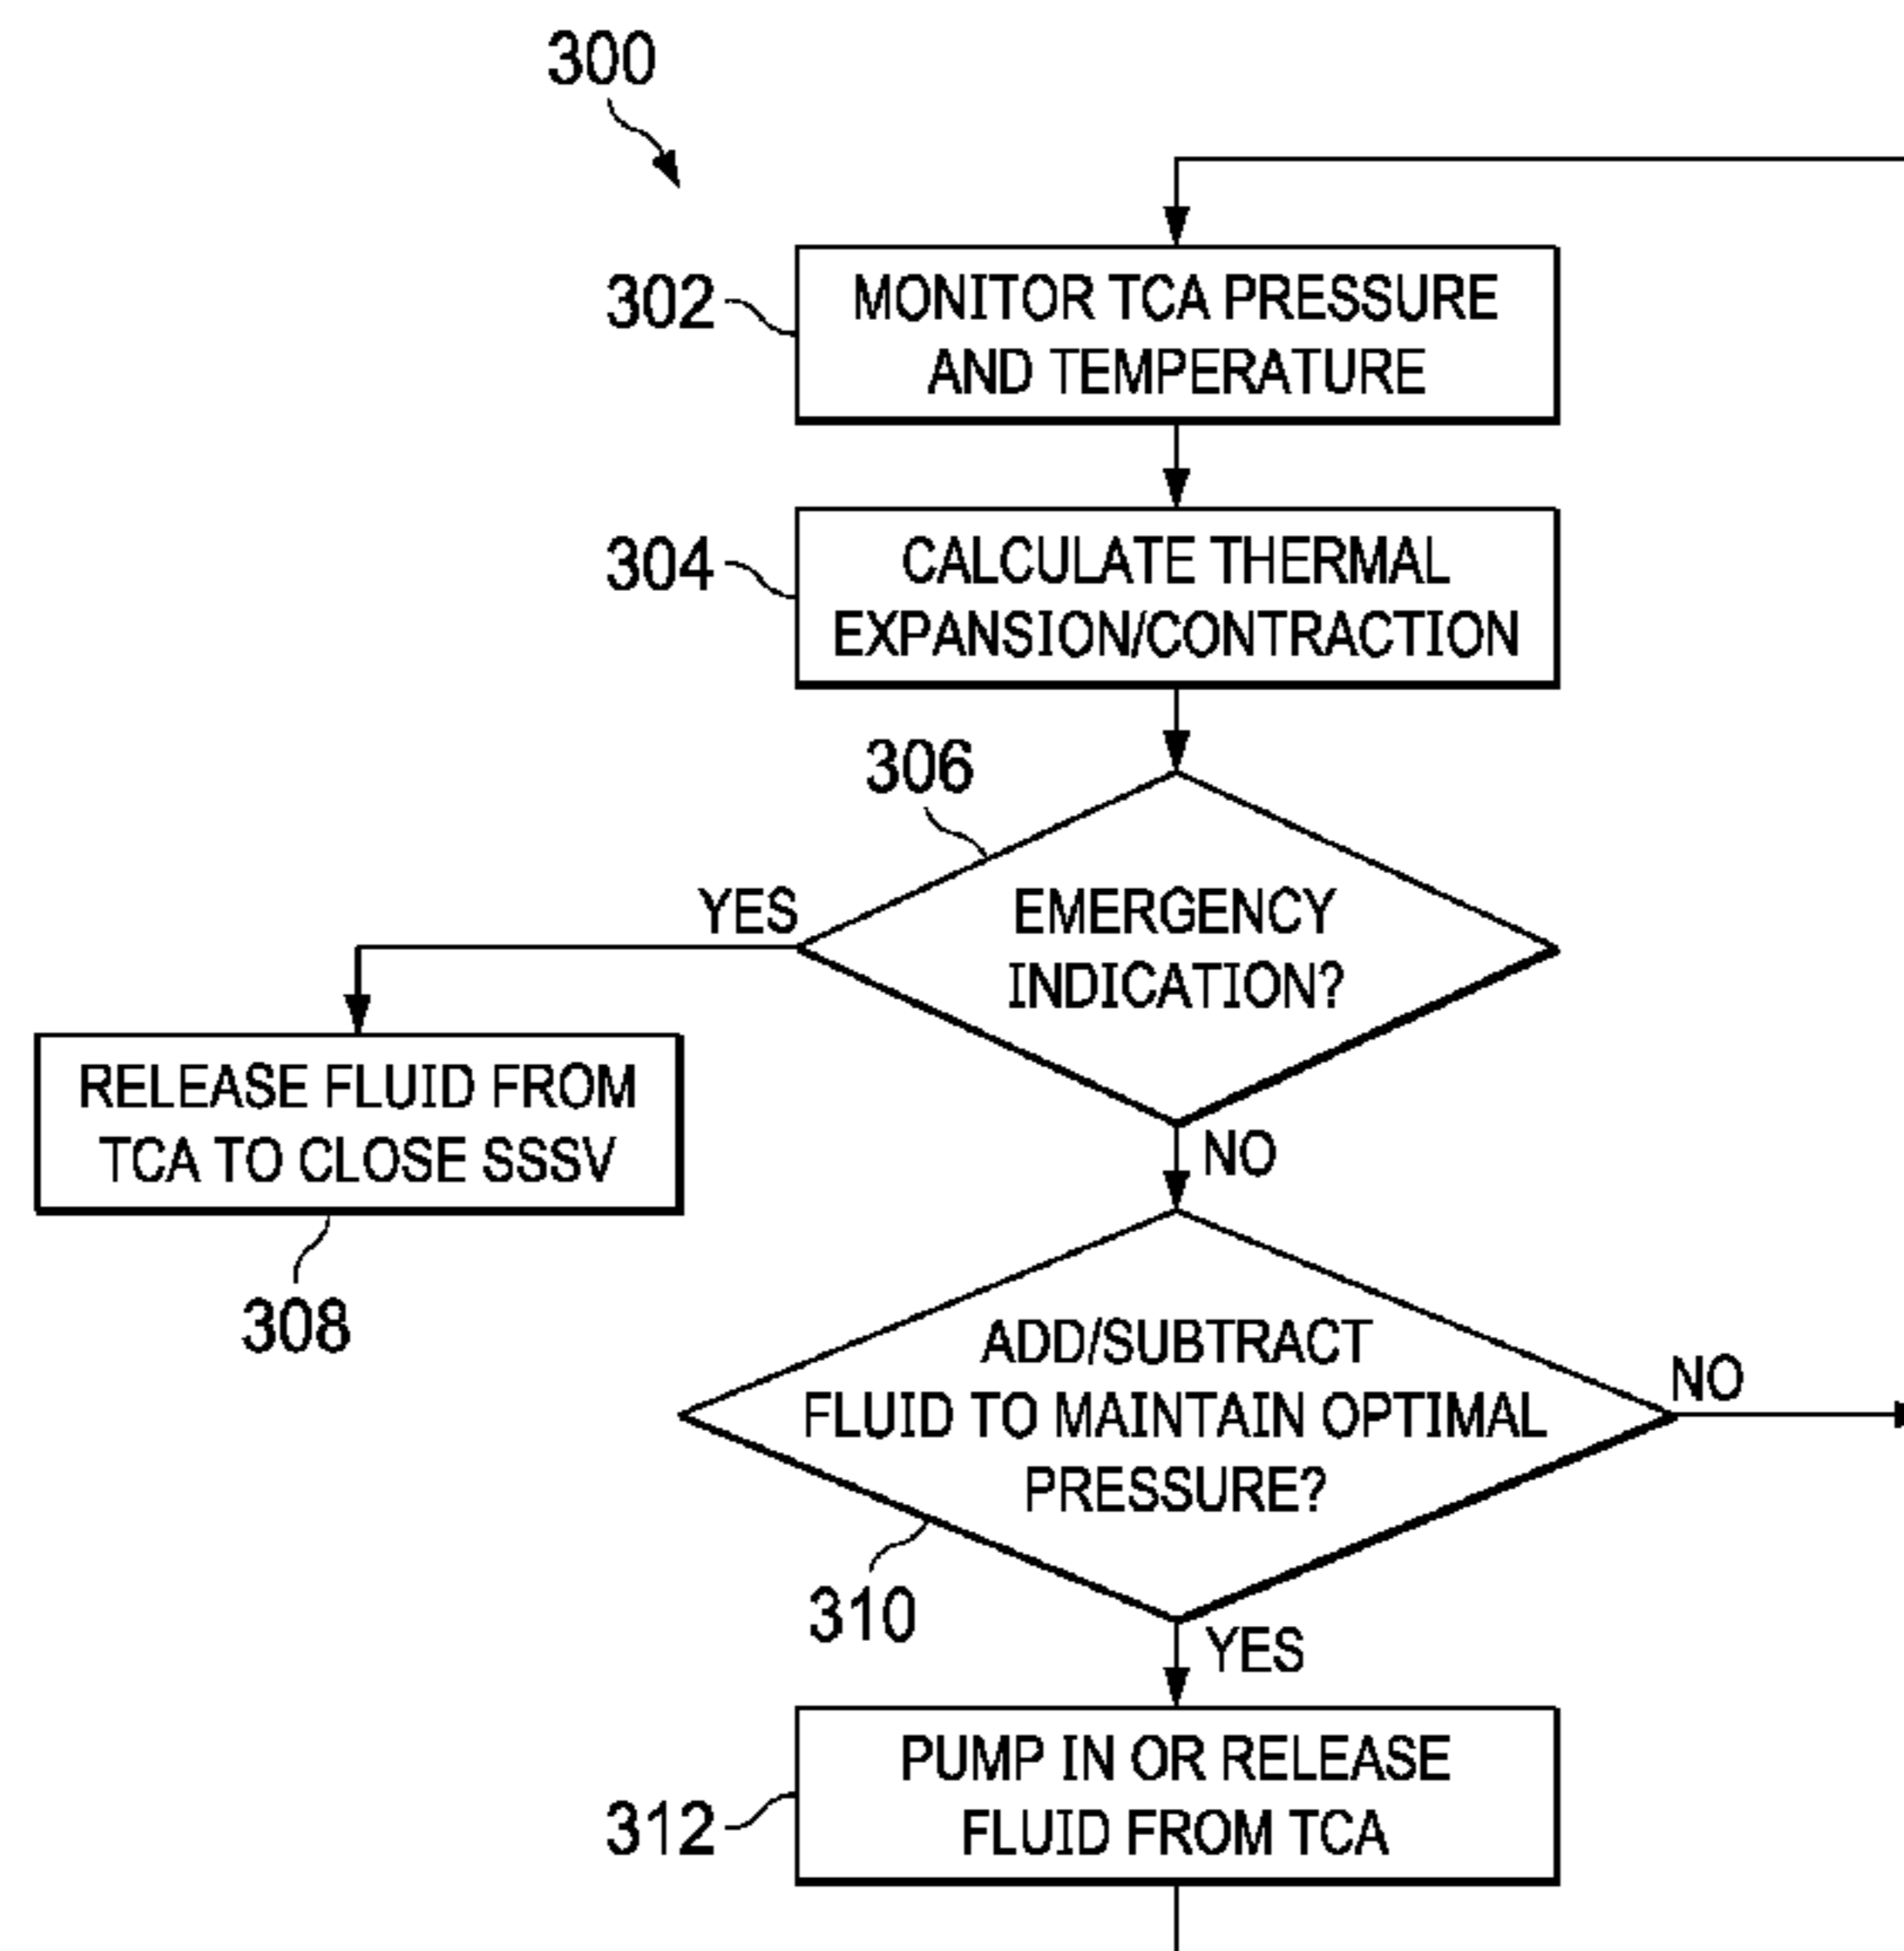 300
302
MONITOR TCA PRESSURE
AND TEMPERATURE
304
CALCULATE THERMAL
EXPANSION/CONTRACTION
306
YES
EMERGENCY
INDICATION?
RELEASE FLUID FROM
TCA TO CLOSE SSSV
308
NO
ADD/SUBTRACT
FLUID TO MAINTAIN OPTIMAL
PRESSURE?
NO
310
YES
312
PUMP IN OR RELEASE
FLUID FROM TCA